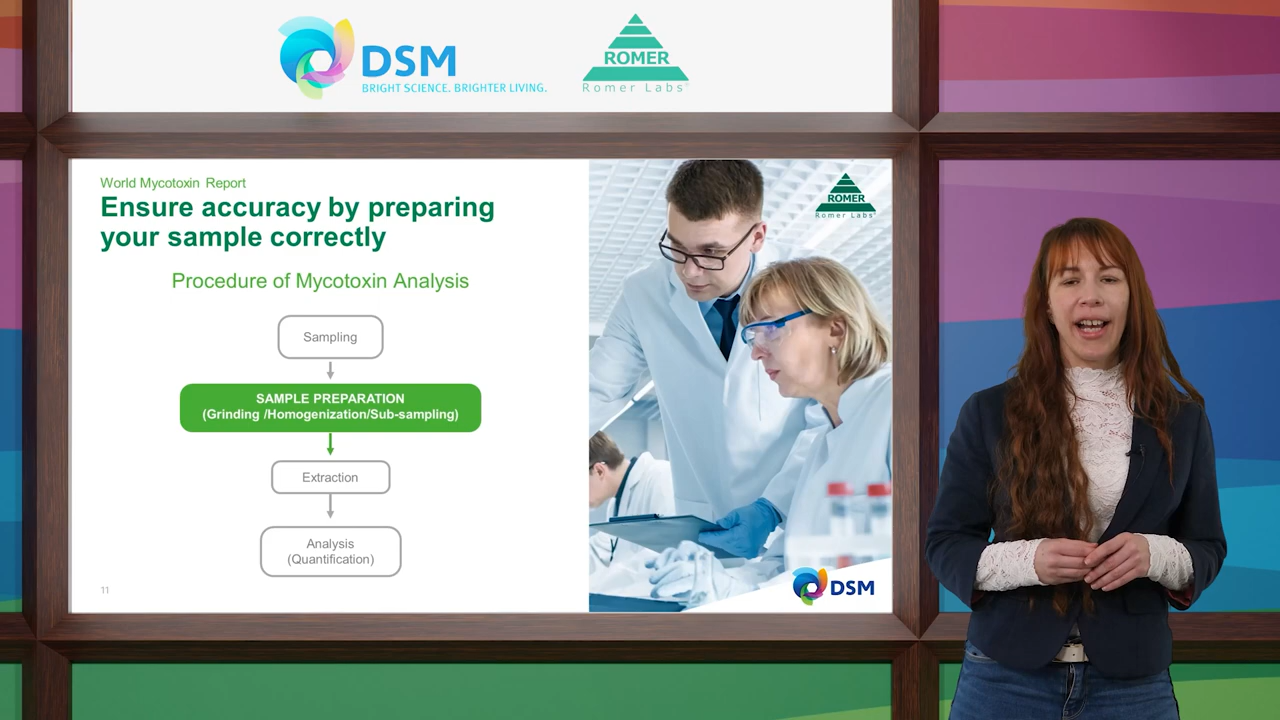 DSM
BRIGHT SCIENCE. BRIGHTER LIVING.
ROMER
Romer Labs®
World Mycotoxin Report
Ensure accuracy by preparing
your sample correctly
Procedure of Mycotoxin Analysis
Sampling
SAMPLE PREPARATION
(Grinding /Homogenization/Sub-sampling)
Extraction
Analysis
(Quantification)
11
ROMER
Romer Labs®
DSM